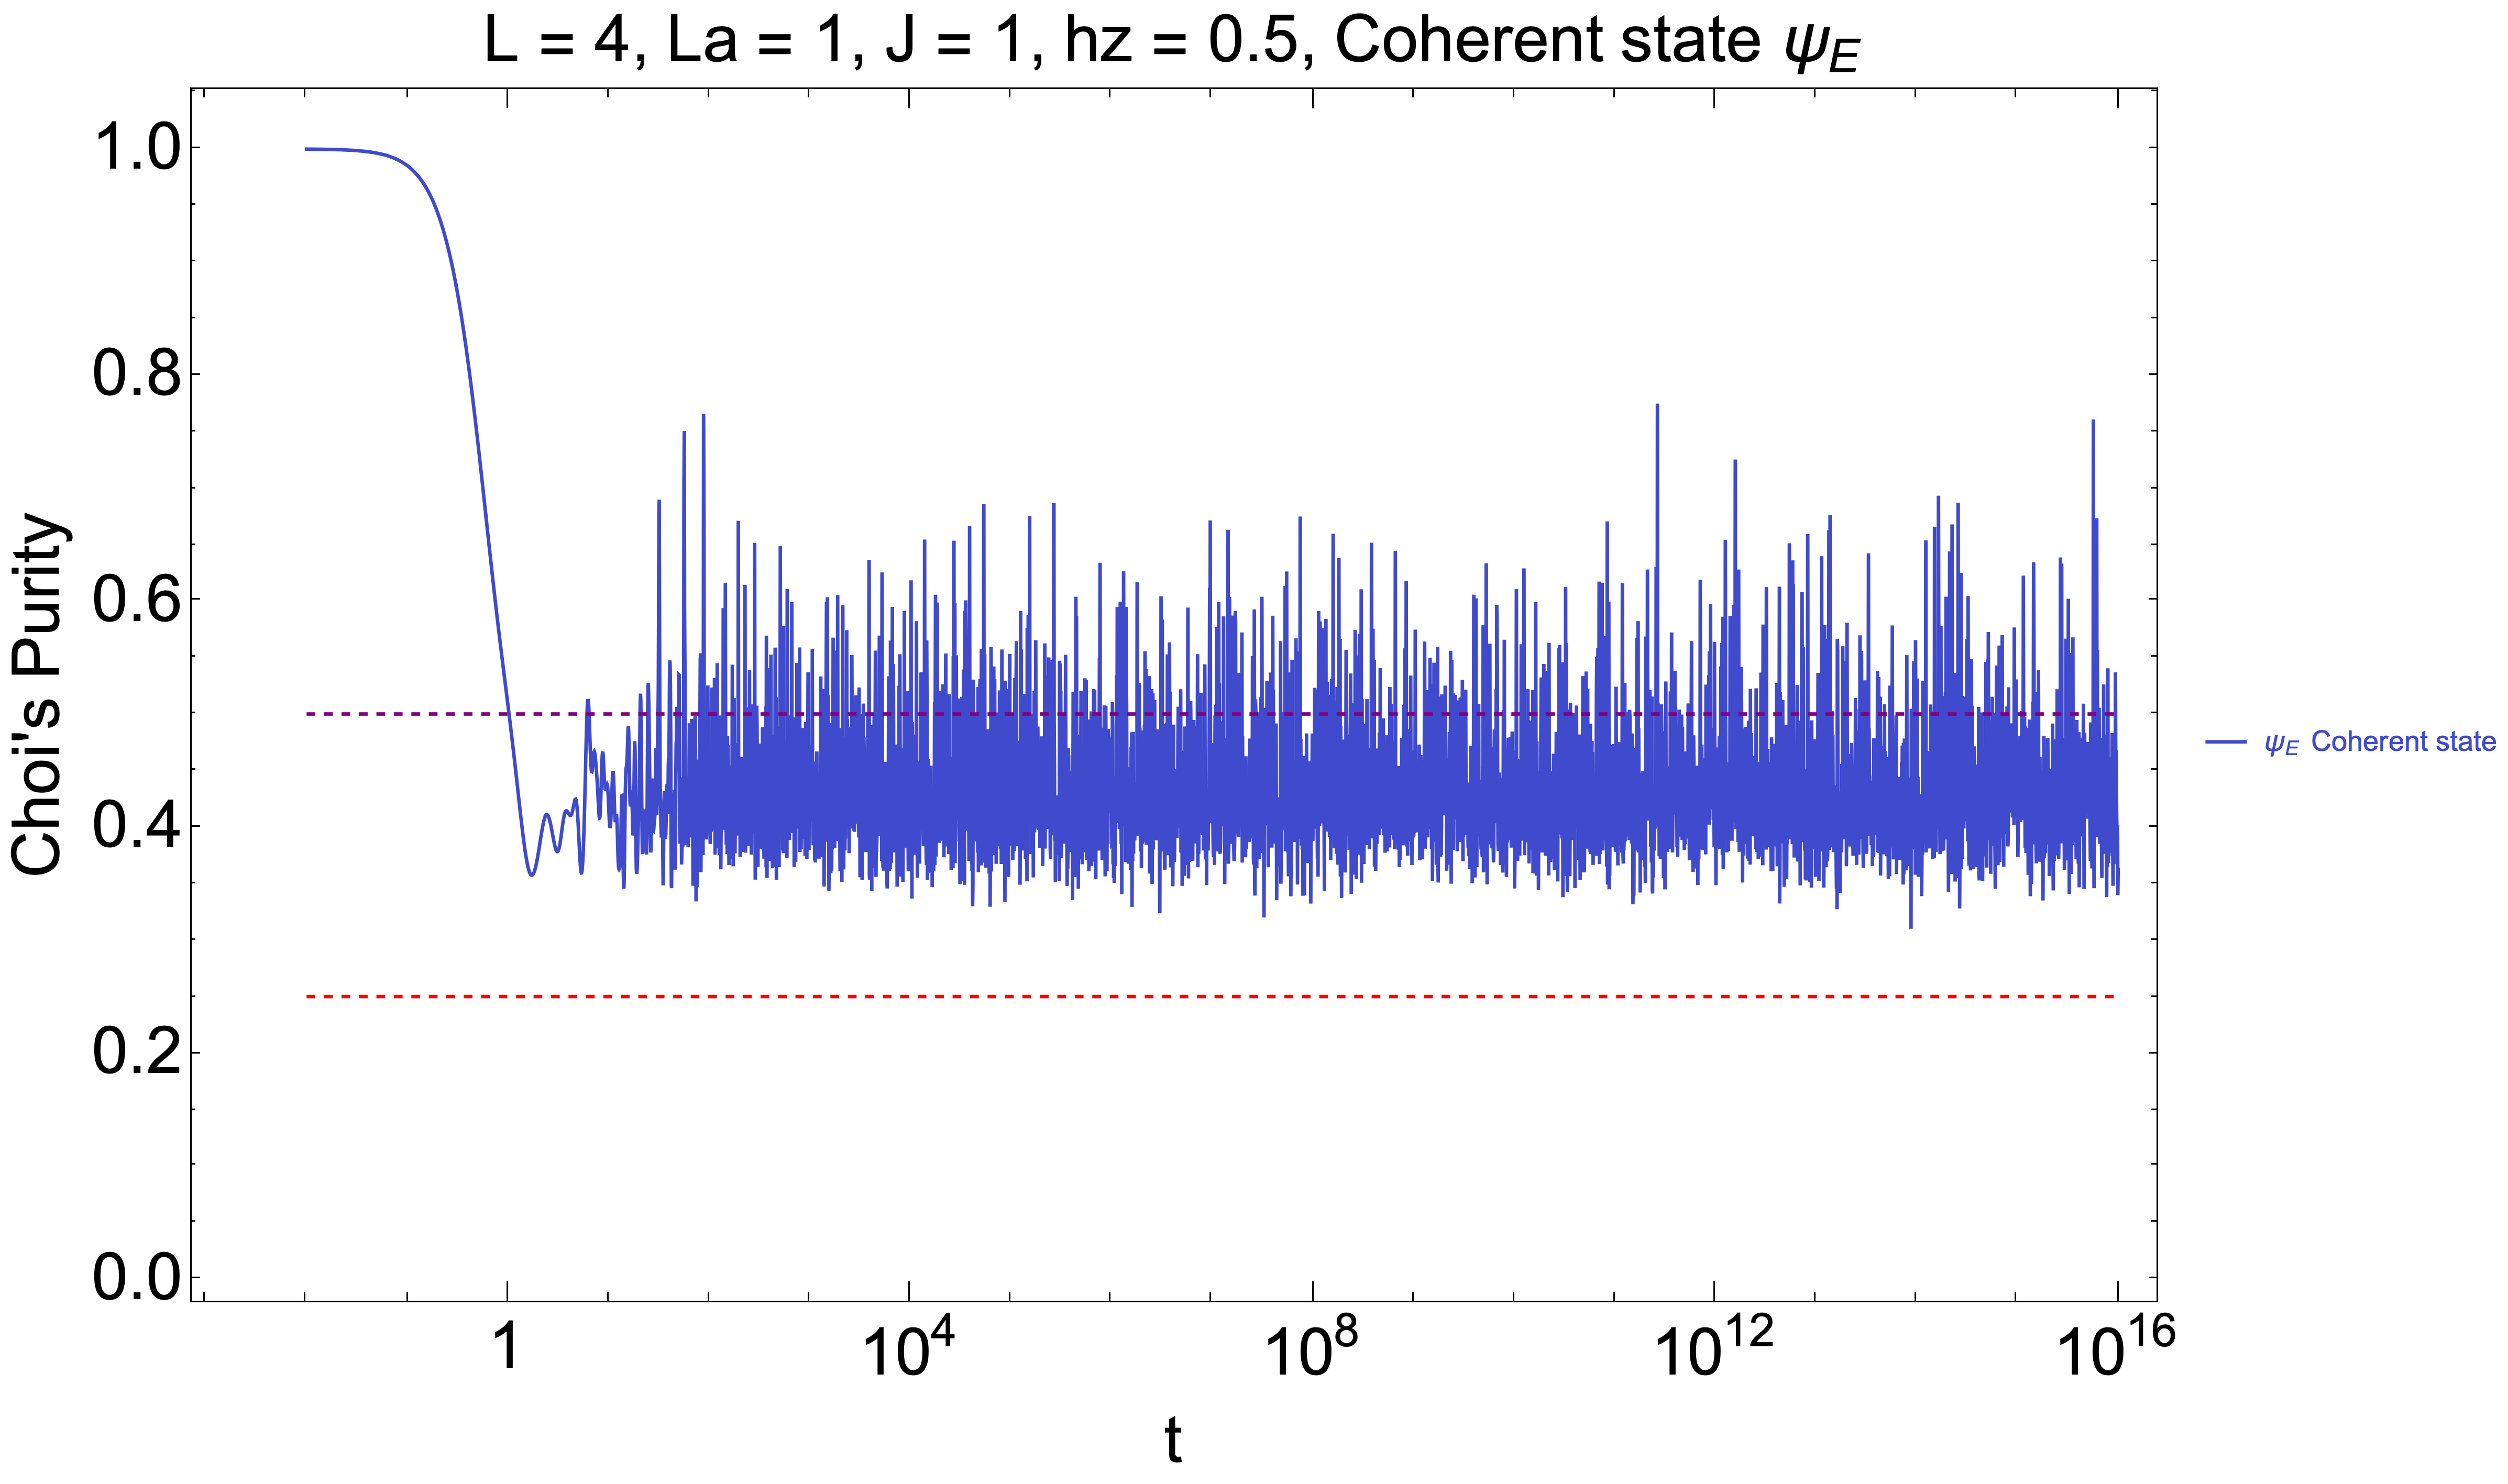 L = 4, La = 1, J = 1, hz = 0.5, Coherent state ψE
1.0
0.8
0.6
0.4
0.2
0.0
Choi's Purity
1
10^4
10^8
10^12
10^16
t
ψE Coherent state